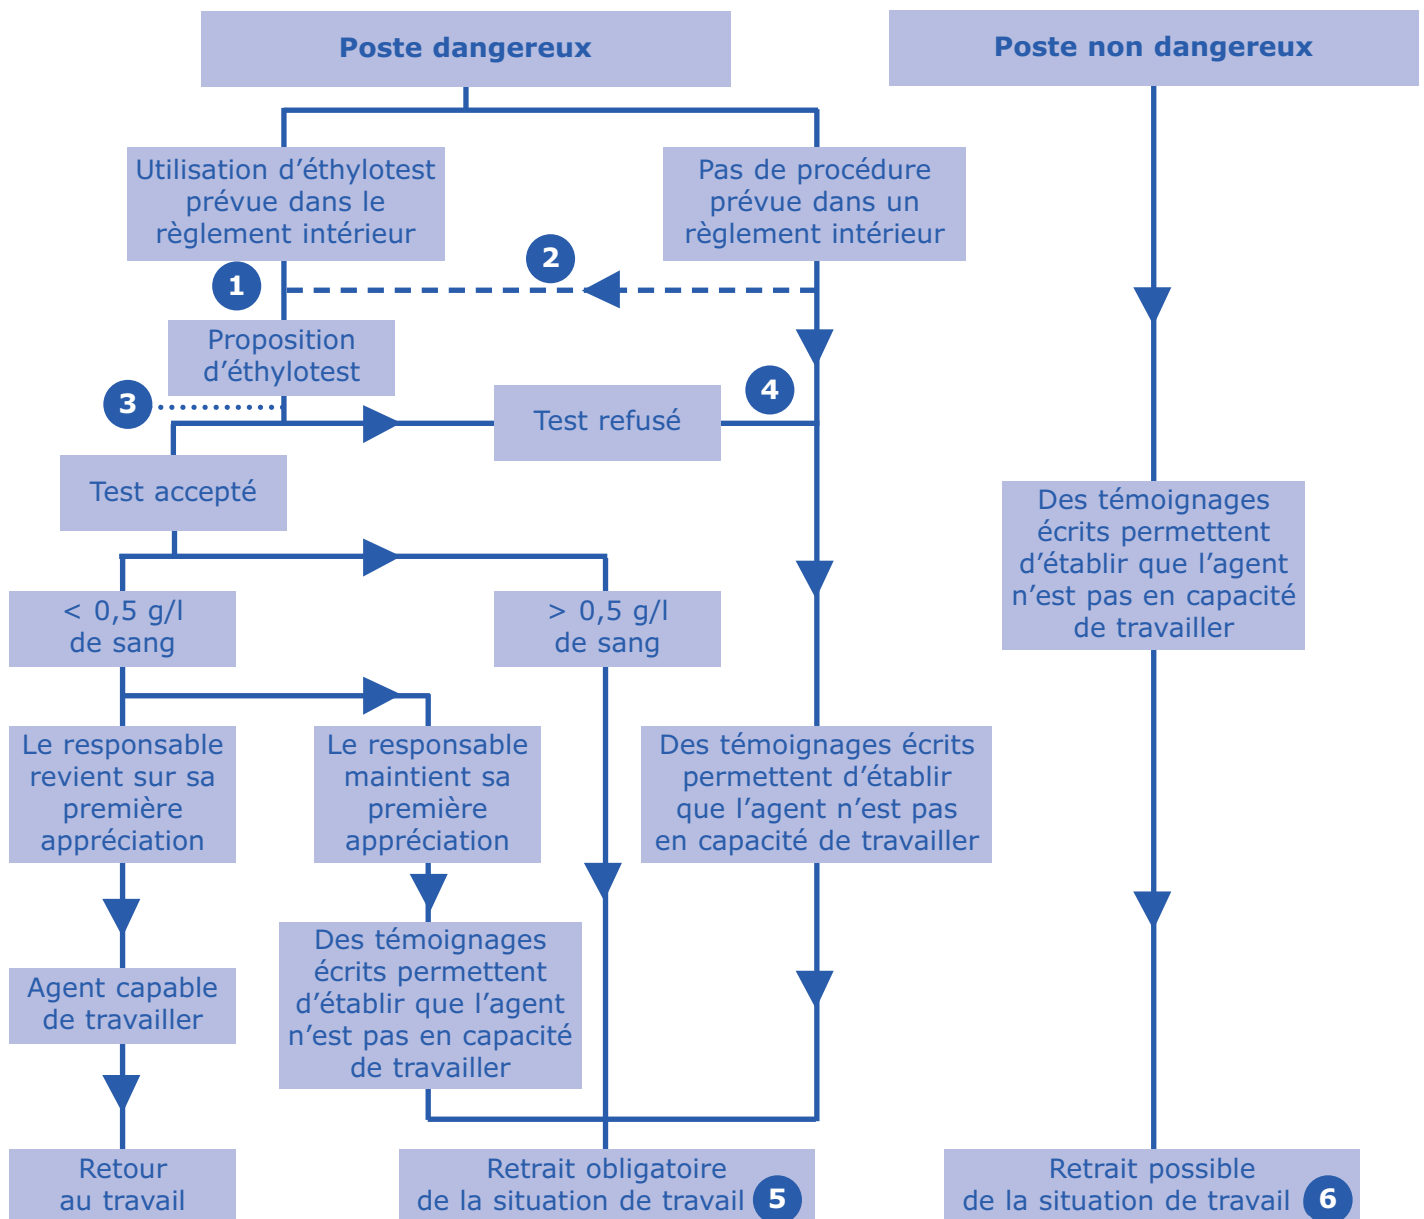 Poste dangereux
Poste non dangereux
Utilisation d’éthylotest
prévue dans le
règlement intérieur
Pas de procédure
prévue dans un
règlement intérieur
1
2
Proposition
d’éthylotest
3
4
Test refusé
Test accepté
Des témoignages
écrits permettent
d’établir que l’agent
n’est pas en capacité
de travailler
< 0,5 g/l
de sang
> 0,5 g/l
de sang
Le responsable
revient sur sa
première
appréciation
Le responsable
maintient sa
première
appréciation
Des témoignages écrits
permettent d’établir
que l’agent n’est pas
en capacité de travailler
Agent capable
de travailler
Des témoignages
écrits permettent
d’établir que l’agent
n’est pas en capacité
de travailler
Retour
au travail
Retrait obligatoire
de la situation de travail 5
Retrait possible
de la situation de travail 6